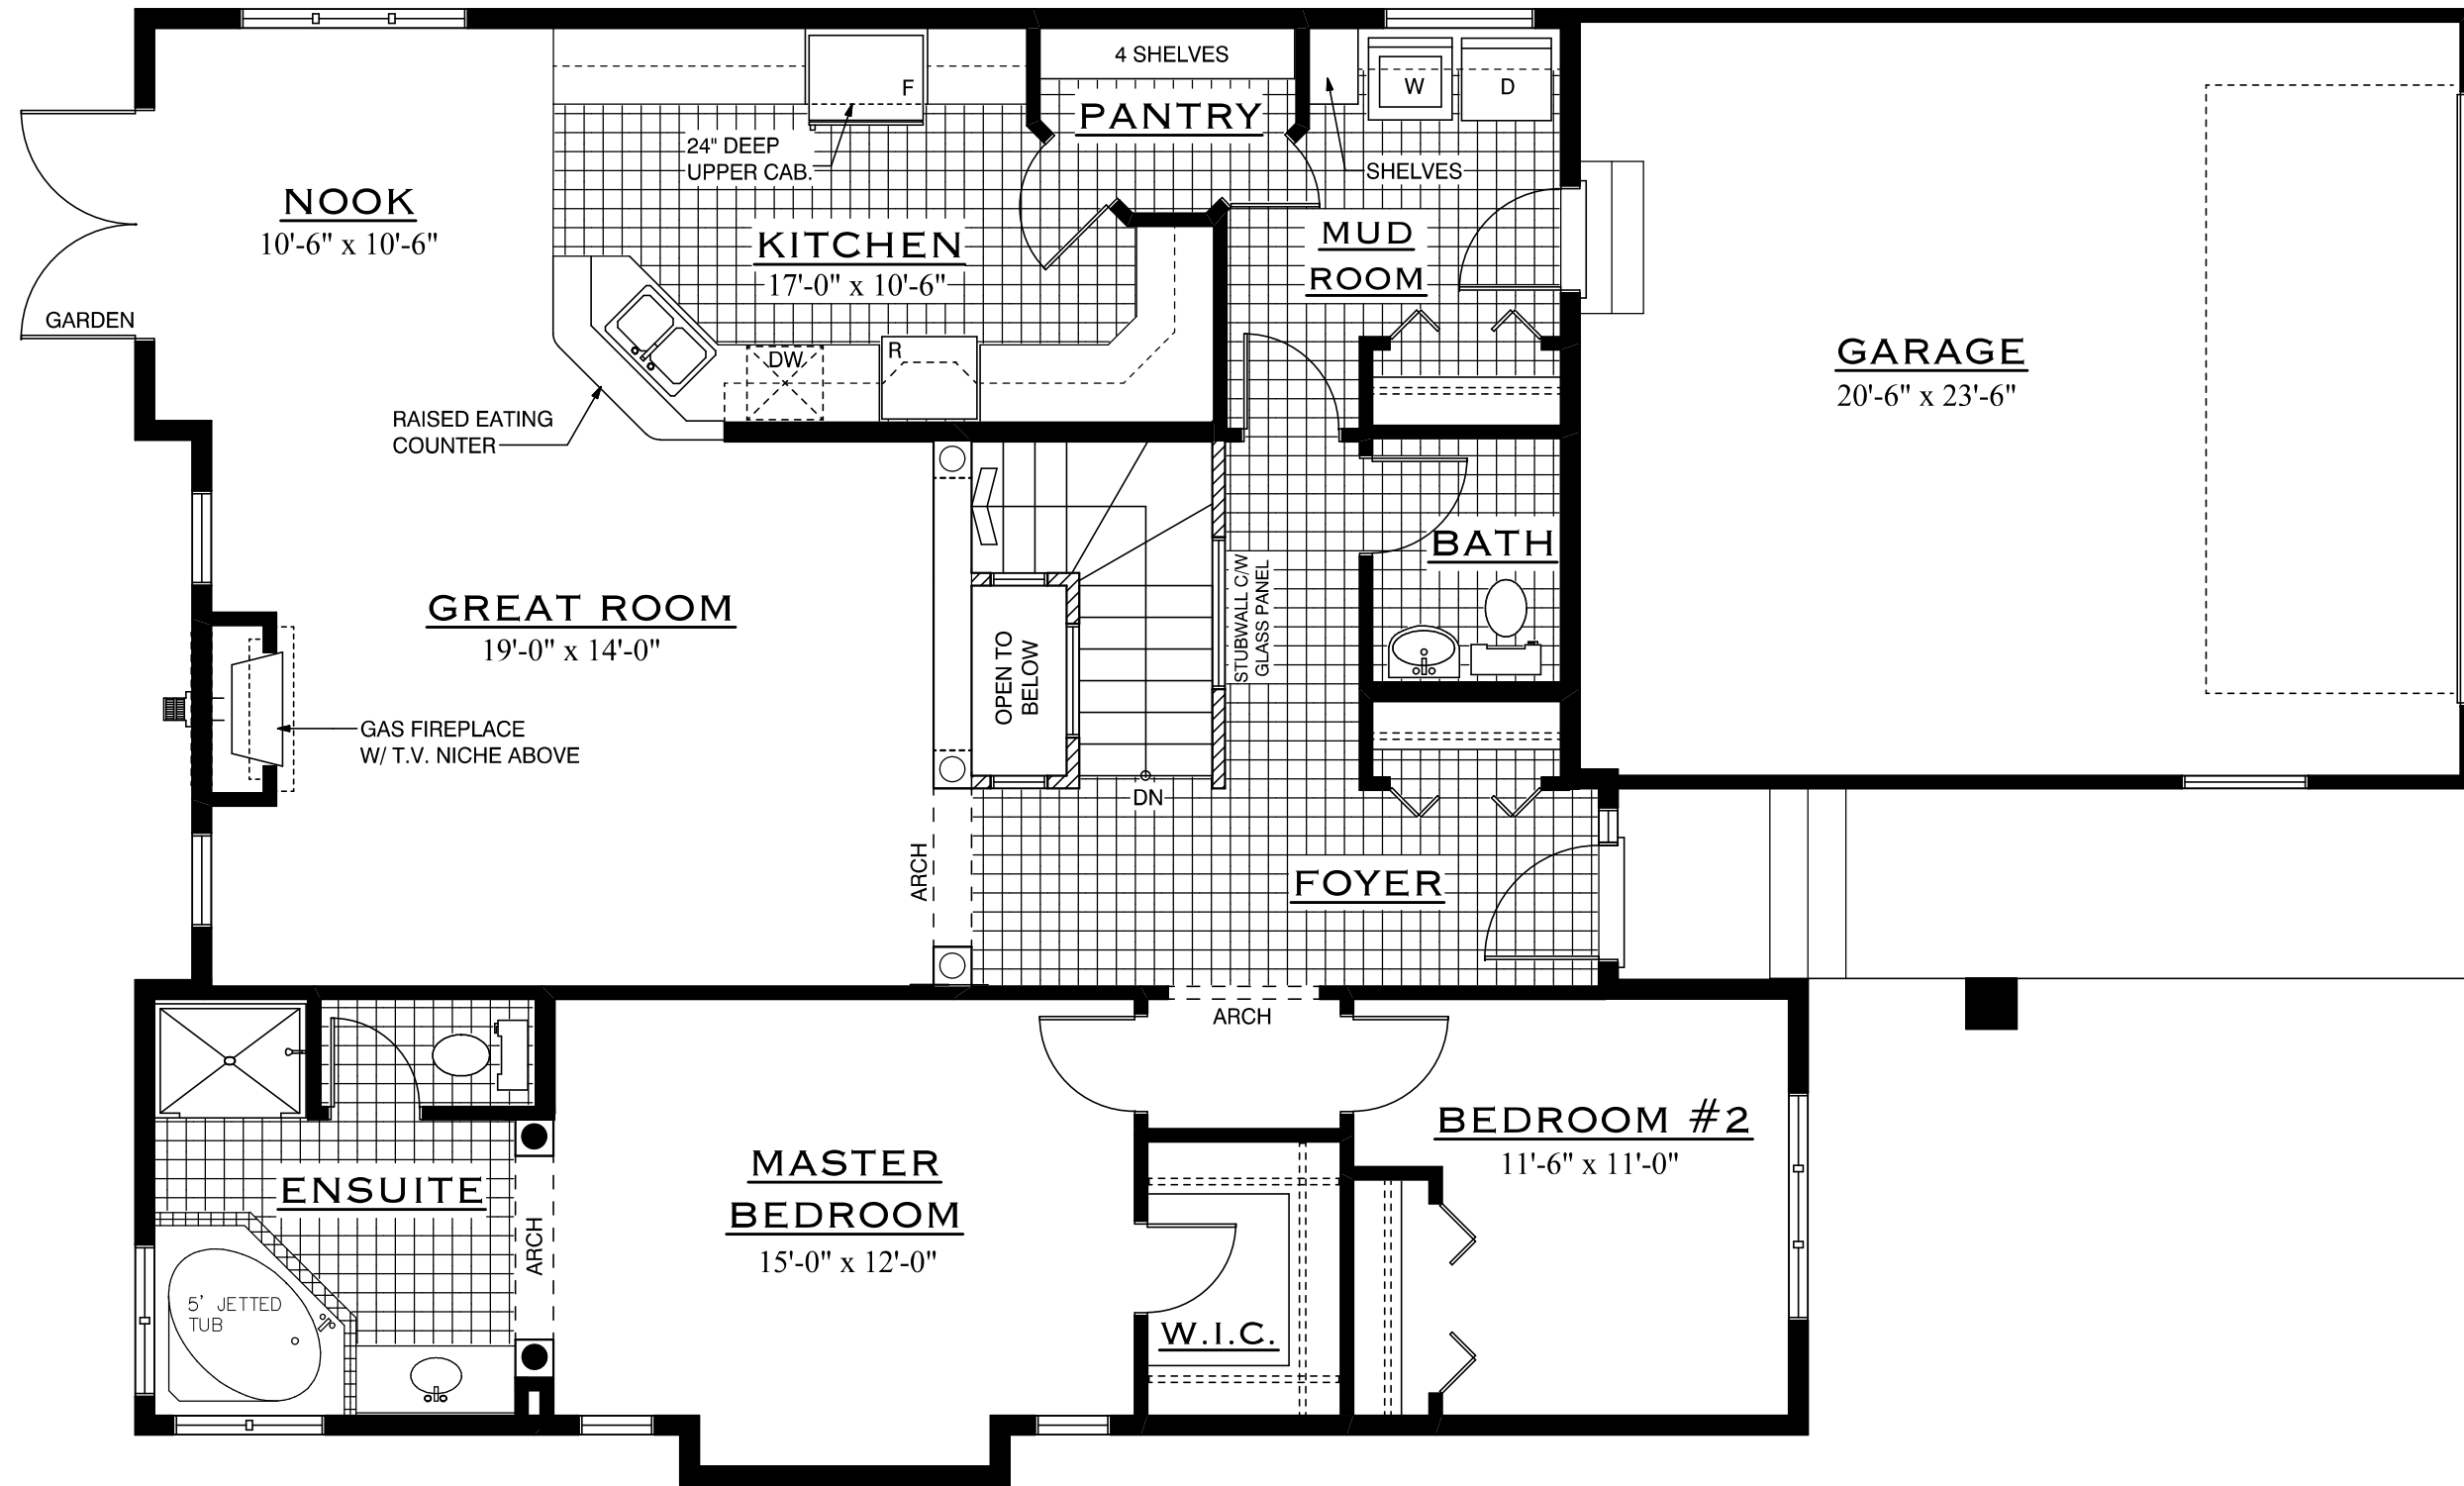 4 SHELVES
PANTRY
F
W
D
24" DEEP
UPPER CAB.
SHELVES
NOOK
10'-6" x 10'-6"
KITCHEN
17'-0" x 10'-6"
MUD
ROOM
GARDEN
GARAGE
20'-6" x 23'-6"
DW
R
RAISED EATING
COUNTER
BATH
STUBWALL C/W
GLASS PANEL
GREAT ROOM
19'-0" x 14'-0"
OPEN TO
BELOW
GAS FIREPLACE
W/ T.V. NICHE ABOVE
DN
ARCH
FOYER
ARCH
MASTER
BEDROOM
15'-0" x 12'-0"
BEDROOM #2
11'-6" x 11'-0"
ENSUITE
ARCH
5' JETTED
TUB
W.I.C.